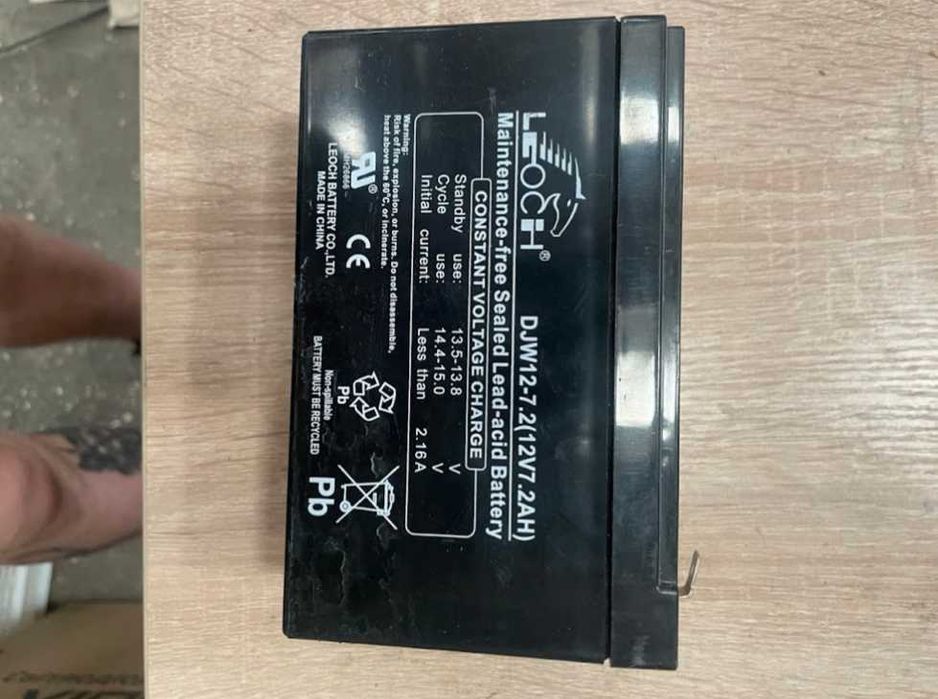 LEOCH®
DJW12-7.2(12V7.2AH)
Maintenance-free Sealed Lead-acid Battery
CONSTANT VOLTAGE CHARGE
Standby use: 13.5-13.8 V
Cycle use: 14.4-15.0 V
Initial current: Less than 2.16A
Warning:
Risk of fire, explosion, or burns. Do not disassemble,
heat above the 60°C, or incinerate.
MH26866
LEOCH BATTERY CO.,LTD.
MADE IN CHINA
CE
Pb
Non-spillable
BATTERY MUST BE RECYCLED
Pb